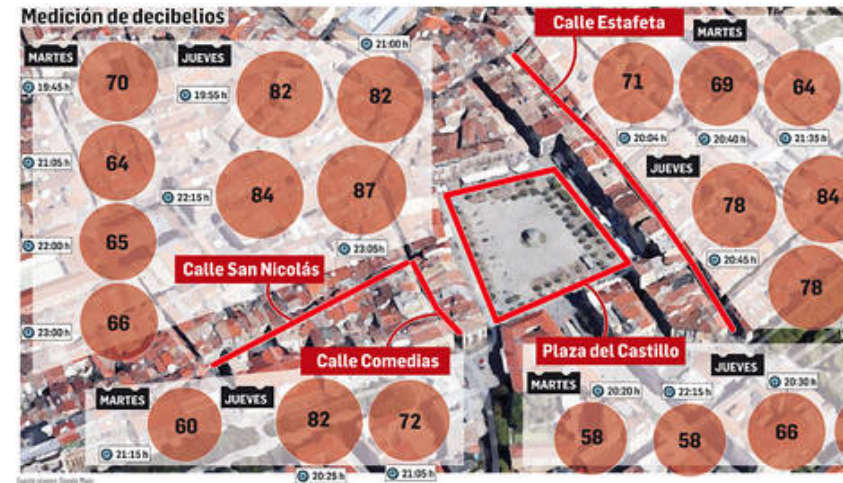 Medición de decibelios
MARTES
70
19:45 h
64
21:05 h
65
22:00 h
66
23:00 h
JUEVES
82
19:55 h
82
21:00 h
84
22:15 h
87
23:05 h
Calle San Nicolás
Calle Estafeta
MARTES
71
20:04 h
69
20:40 h
64
21:35 h
JUEVES
78
20:45 h
84
78
Calle Comedias
MARTES
60
21:15 h
JUEVES
82
20:25 h
72
21:05 h
Plaza del Castillo
MARTES
58
20:20 h
58
22:15 h
JUEVES
66
20:30 h